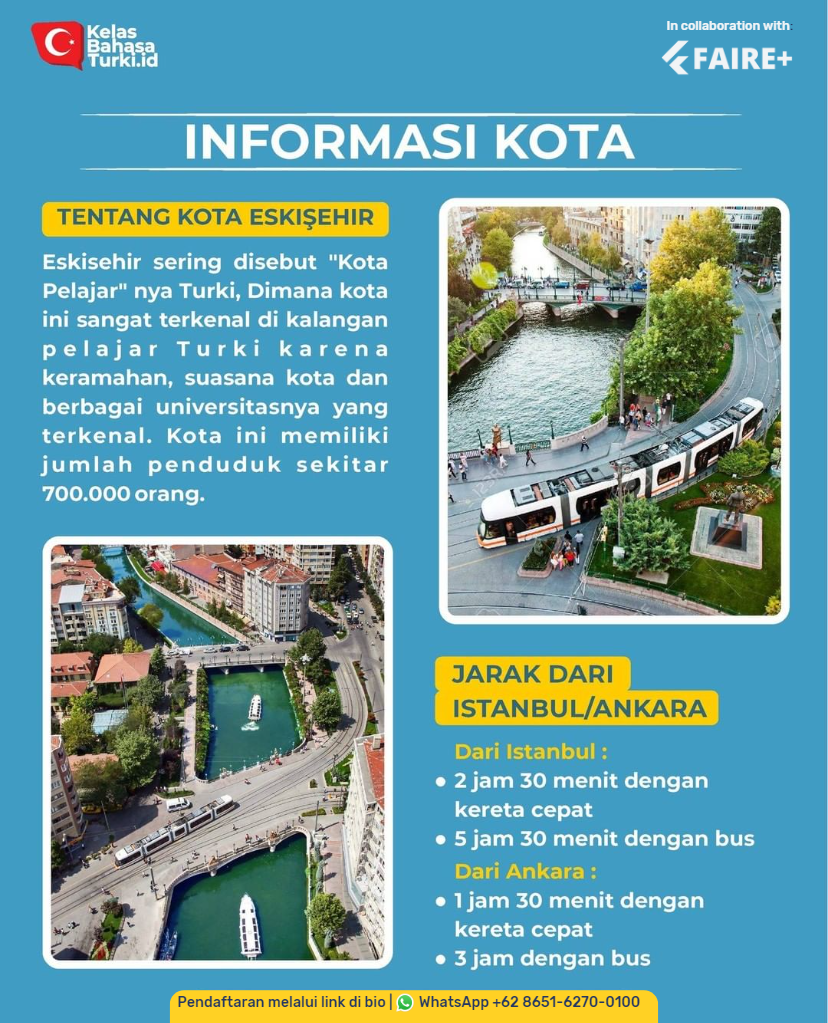 Kelas
Bahasa
Turki.id
In collaboration with:
FAIRE+
INFORMASI KOTA
TENTANG KOTA ESKIŞEHIR
Eskisehir sering disebut "Kota
Pelajar" nya Turki, Dimana kota
ini sangat terkenal di kalangan
pelajar Turki karena
keramahan, suasana kota dan
berbagai universitasnya yang
terkenal. Kota ini memiliki
jumlah penduduk sekitar
700.000 orang.
JARAK DARI
ISTANBUL/ANKARA
Dari Istanbul :
• 2 jam 30 menit dengan
kereta cepat
• 5 jam 30 menit dengan bus
Dari Ankara :
• 1 jam 30 menit dengan
kereta cepat
• 3 jam dengan bus
Pendaftaran melalui link di bio | WhatsApp +62 8651-6270-0100